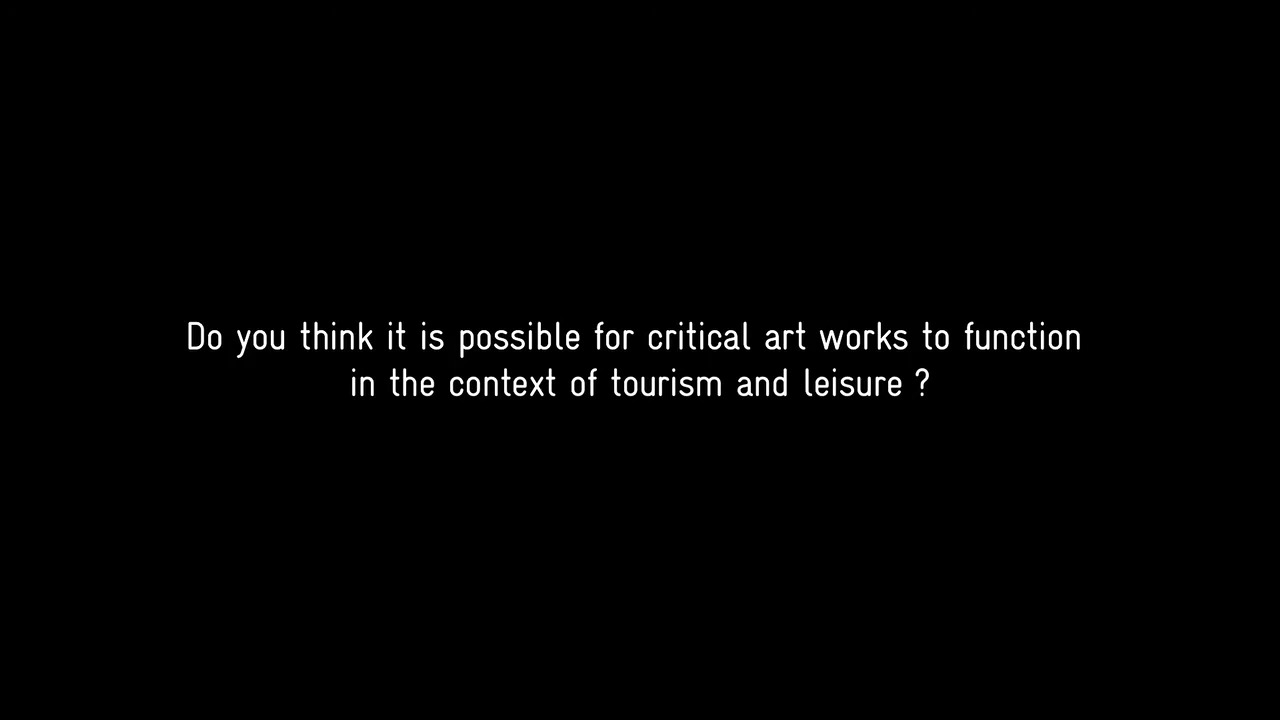 Do you think it is possible for critical art works to function
in the context of tourism and leisure ?